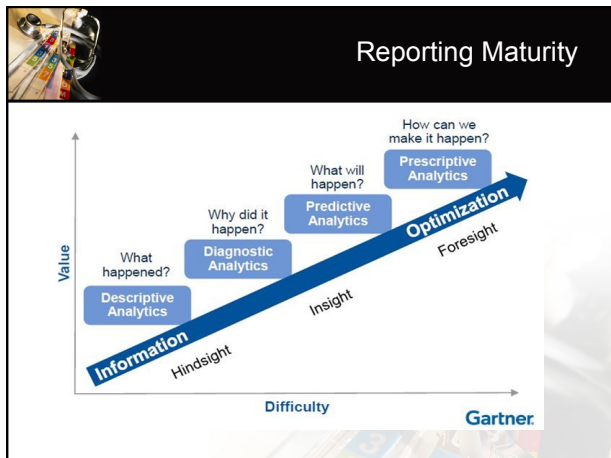 Reporting Maturity
How can we
make it happen?
Prescriptive
Analytics
What will
happen?
Predictive
Analytics
Why did it
happen?
Diagnostic
Analytics
What
happened?
Descriptive
Analytics
Value
Information
Optimization
Hindsight
Insight
Foresight
Difficulty
Gartner